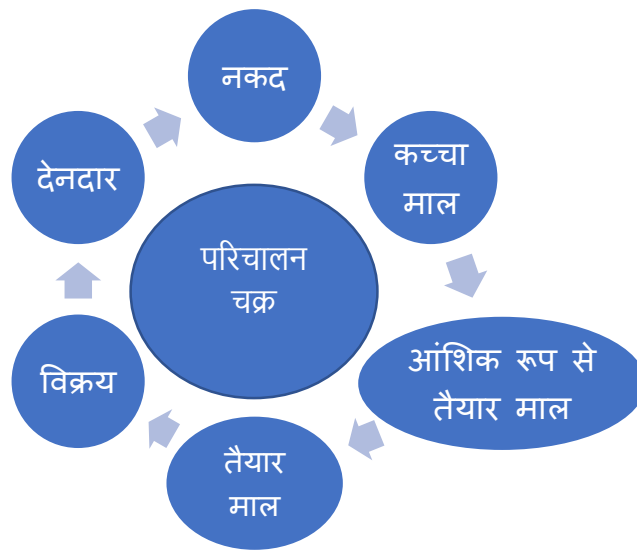 नकद
कच्चा
माल
आंशिक रूप से
तैयार माल
तैयार
माल
विक्रय
देनदार
परिचालन
चक्र